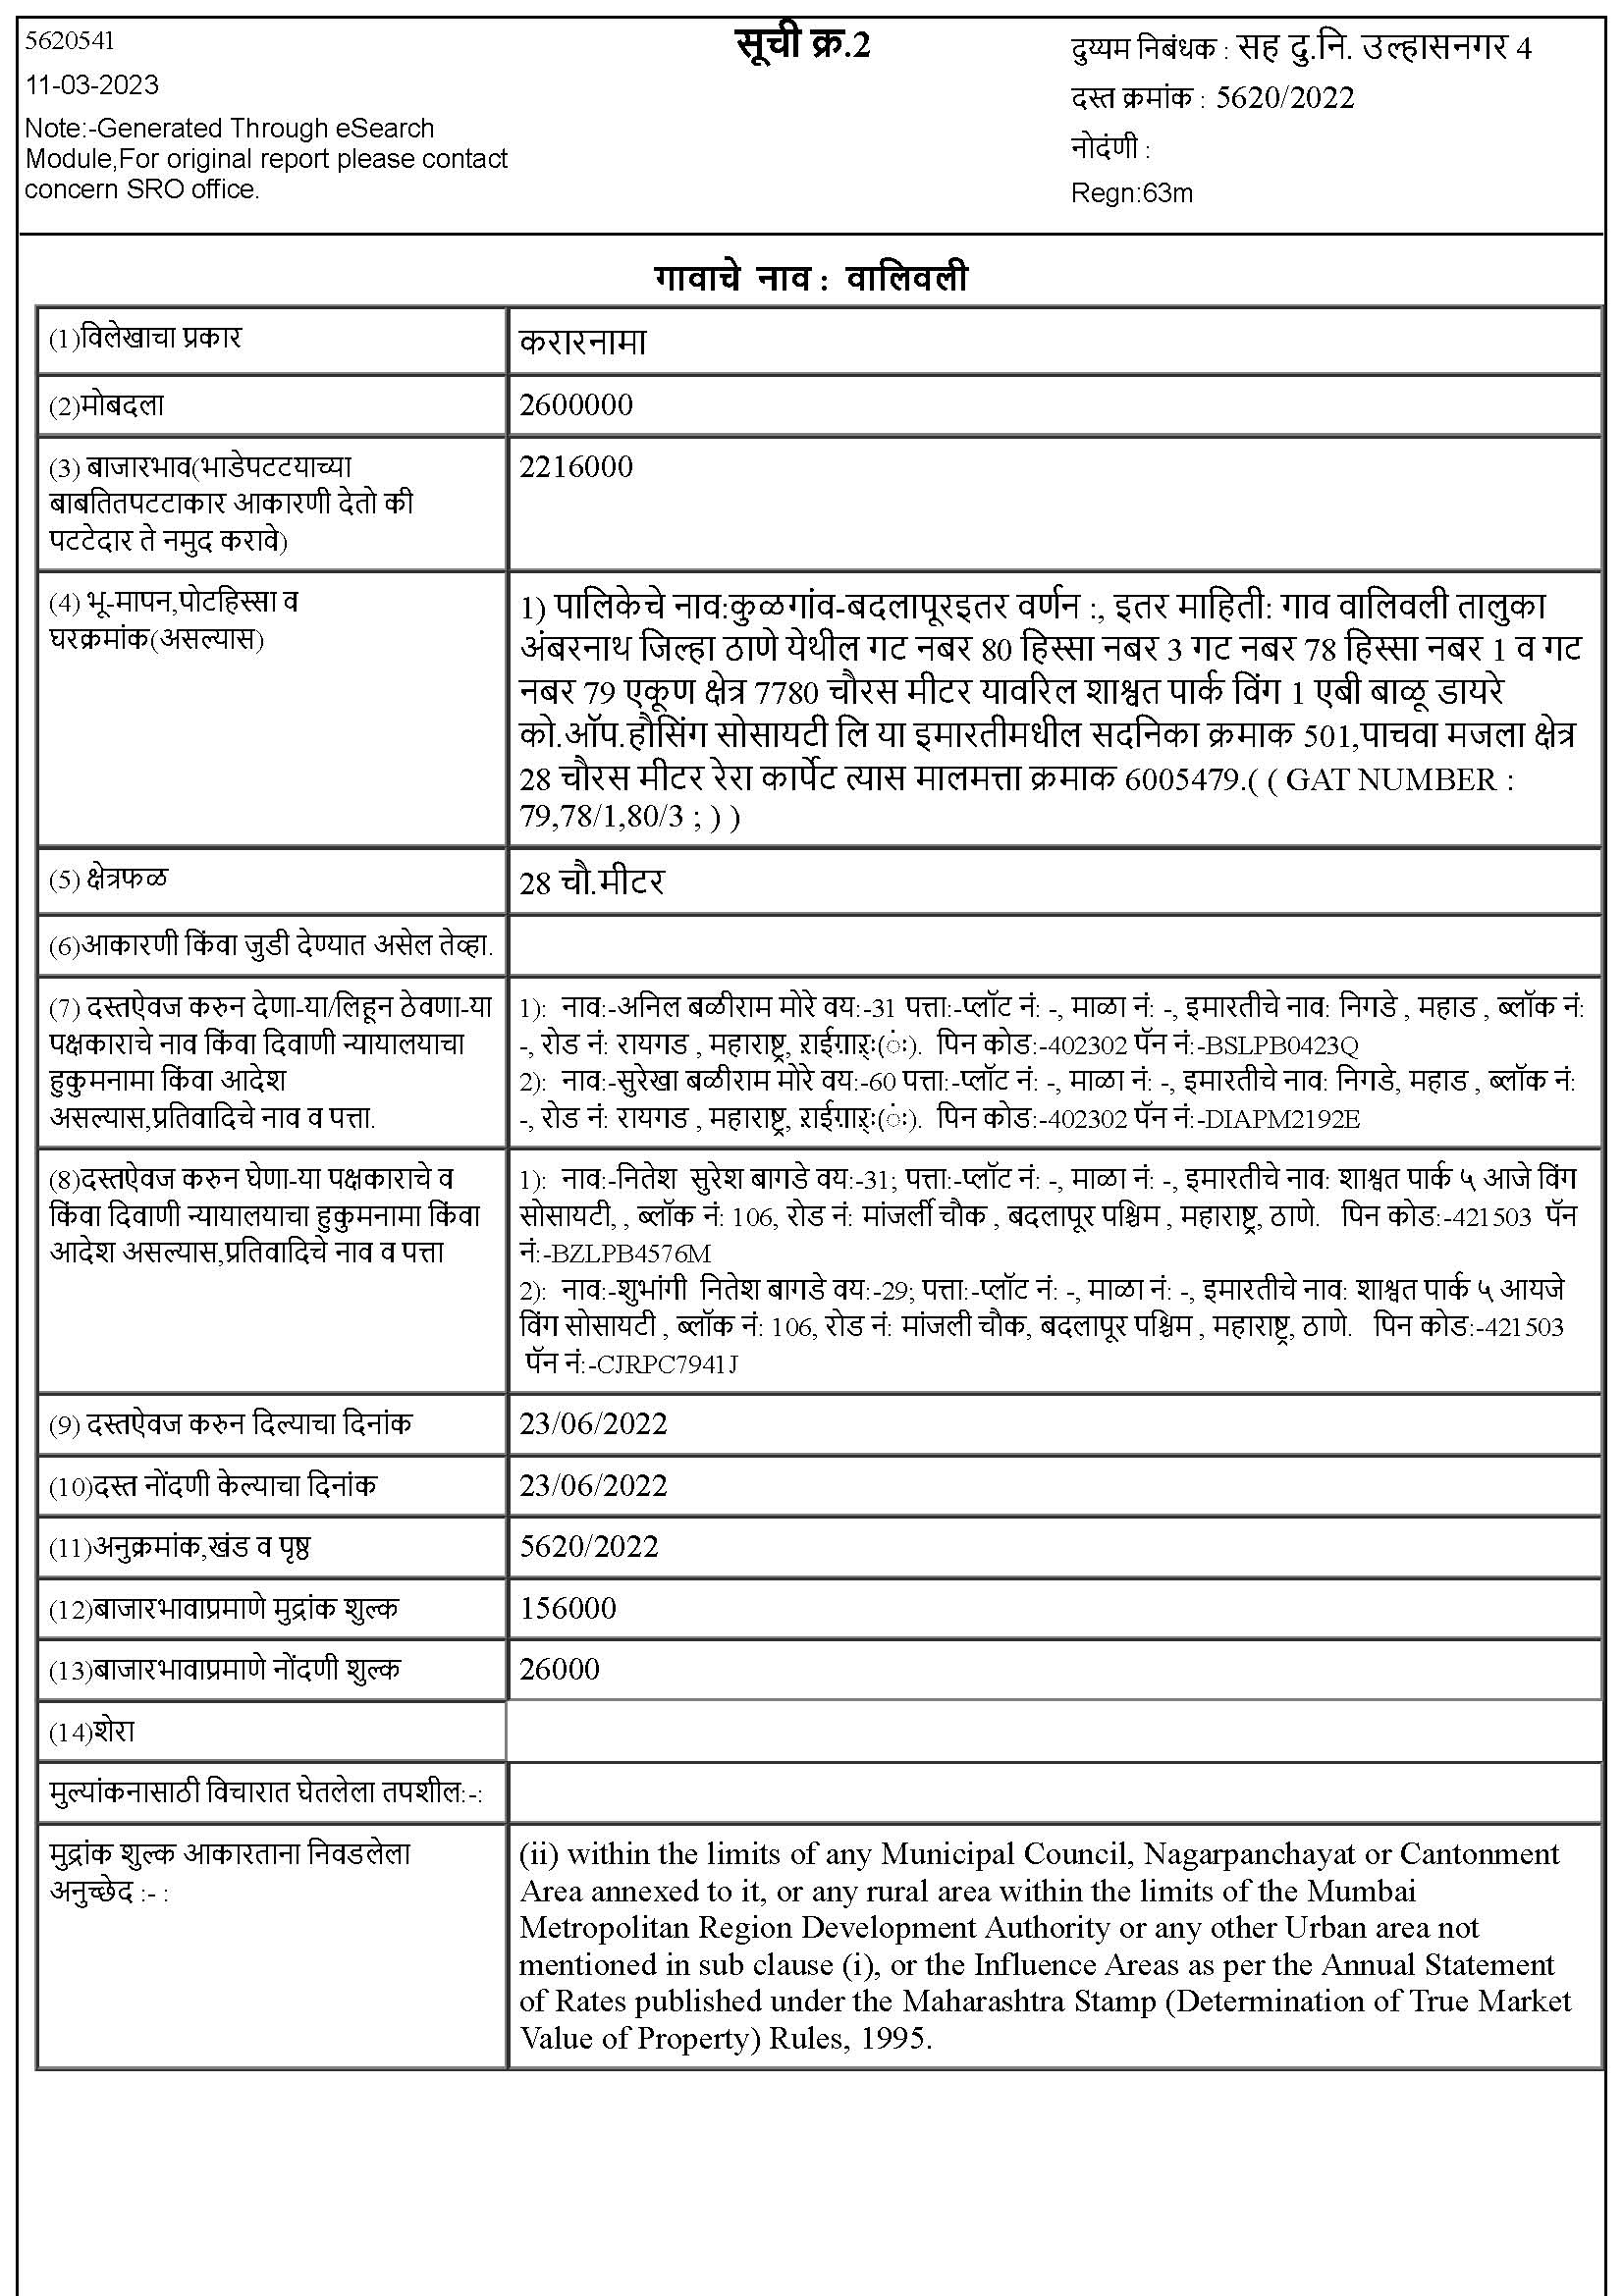 5620541
सूची क्र.2
दुय्यम निबंधक : सह दु.नि. उल्हासनगर 4
11-03-2023
दस्त क्रमांक : 5620/2022
Note:-Generated Through eSearch
Module,For original report please contact
concern SRO office.
नोदंणी :
Regn:63m
गावाचे नाव : वालिवली
(1)विलेखाचा प्रकार
करारनामा
(2)मोबदला
2600000
(3) बाजारभाव(भाडेपटटयाच्या
बाबतितपटटाकार आकारणी देतो की
पटटेदार ते नमुद करावे)
2216000
(4) भू-मापन,पोटहिस्सा व
घरक्रमांक(असल्यास)
1) पालिकेचे नाव:कुळगांव-बदलापूरइतर वर्णन :, इतर माहिती: गाव वालिवली तालुका
अंबरनाथ जिल्हा ठाणे येथील गट नबर 80 हिस्सा नबर 3 गट नबर 78 हिस्सा नबर 1 व गट
नबर 79 एकूण क्षेत्र 7780 चौरस मीटर यावरिल शाश्वत पार्क विंग 1 एबी बाळू डायरे
को.ऑप.हौसिंग सोसायटी लि या इमारतीमधील सदनिका क्रमाक 501,पाचवा मजला क्षेत्र
28 चौरस मीटर रेरा कार्पेट त्यास मालमत्ता क्रमाक 6005479.( ( GAT NUMBER :
79,78/1,80/3 ; ) )
(5) क्षेत्रफळ
28 चौ.मीटर
(6)आकारणी किंवा जुडी देण्यात असेल तेव्हा.
(7) दस्तऐवज करुन देणा-या/लिहून ठेवणा-या
पक्षकाराचे नाव किंवा दिवाणी न्यायालयाचा
हुकुमनामा किंवा आदेश
असल्यास,प्रतिवादिचे नाव व पत्ता.
1): नाव:-अनिल बळीराम मोरे वय:-31 पत्ता:-प्लॉट नं: -, माळा नं: -, इमारतीचे नाव: निगडे , महाड , ब्लॉक नं:
-, रोड नं: रायगड , महाराष्ट्र, ऱाईग़ाऱ्ः(ंः). पिन कोड:-402302 पॅन नं:-BSLPB0423Q
2): नाव:-सुरेखा बळीराम मोरे वय:-60 पत्ता:-प्लॉट नं: -, माळा नं: -, इमारतीचे नाव: निगडे, महाड , ब्लॉक नं:
-, रोड नं: रायगड , महाराष्ट्र, ऱाईग़ाऱ्ः(ंः). पिन कोड:-402302 पॅन नं:-DIAPM2192E
(8)दस्तऐवज करुन घेणा-या पक्षकाराचे व
किंवा दिवाणी न्यायालयाचा हुकुमनामा किंवा
आदेश असल्यास,प्रतिवादिचे नाव व पत्ता
1): नाव:-नितेश सुरेश बागडे वय:-31; पत्ता:-प्लॉट नं: -, माळा नं: -, इमारतीचे नाव: शाश्वत पार्क ५ आजे विंग
सोसायटी, , ब्लॉक नं: 106, रोड नं: मांजर्ली चौक , बदलापूर पश्चिम , महाराष्ट्र, ठाणे. पिन कोड:-421503 पॅन
नं:-BZLPB4576M
2): नाव:-शुभांगी नितेश बागडे वय:-29; पत्ता:-प्लॉट नं: -, माळा नं: -, इमारतीचे नाव: शाश्वत पार्क ५ आयजे
विंग सोसायटी , ब्लॉक नं: 106, रोड नं: मांजली चौक, बदलापूर पश्चिम , महाराष्ट्र, ठाणे. पिन कोड:-421503
पॅन नं:-CJRPC7941J
(9) दस्तऐवज करुन दिल्याचा दिनांक
23/06/2022
(10)दस्त नोंदणी केल्याचा दिनांक
23/06/2022
(11)अनुक्रमांक,खंड व पृष्ठ
5620/2022
(12)बाजारभावाप्रमाणे मुद्रांक शुल्क
156000
(13)बाजारभावाप्रमाणे नोंदणी शुल्क
26000
(14)शेरा
मुल्यांकनासाठी विचारात घेतलेला तपशील:-:
मुद्रांक शुल्क आकारताना निवडलेला
अनुच्छेद :- :
(ii) within the limits of any Municipal Council, Nagarpanchayat or Cantonment
Area annexed to it, or any rural area within the limits of the Mumbai
Metropolitan Region Development Authority or any other Urban area not
mentioned in sub clause (i), or the Influence Areas as per the Annual Statement
of Rates published under the Maharashtra Stamp (Determination of True Market
Value of Property) Rules, 1995.